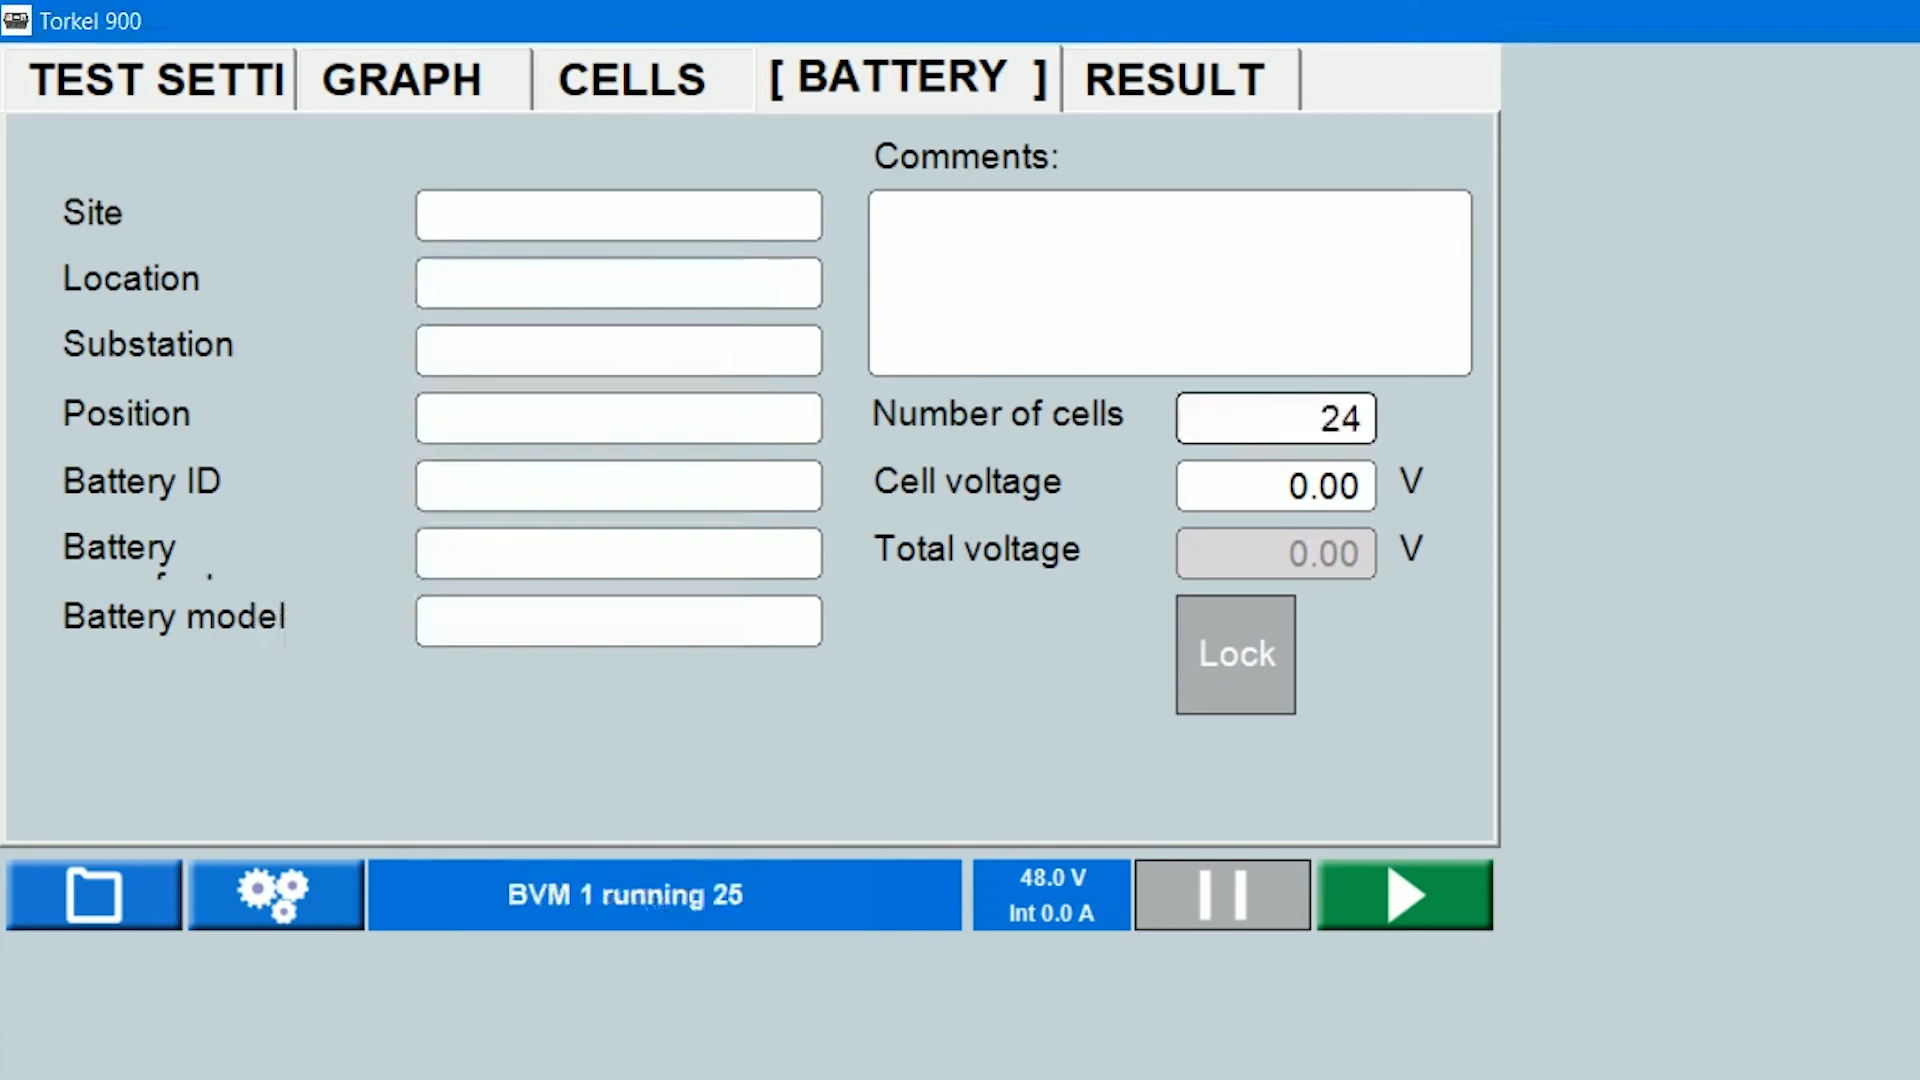 Torkel 900
TEST SETTI GRAPH CELLS [ BATTERY ] RESULT
Comments:
Site
Location
Substation
Position
Number of cells 24
Battery ID
Cell voltage 0.00 V
Battery
Total voltage 0.00 V
Battery model
Lock
BVM 1 running 25
48.0 V
Int 0.0 A